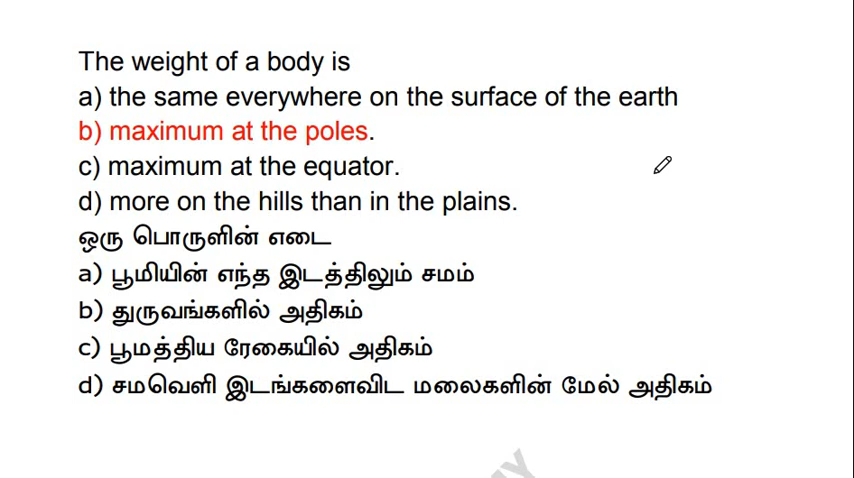 The weight of a body is
a) the same everywhere on the surface of the earth
b) maximum at the poles.
c) maximum at the equator.
d) more on the hills than in the plains.
ஒரு பொருளின் எடை
a) பூமியின் எந்த இடத்திலும் சமம்
b) துருவங்களில் அதிகம்
c) பூமத்திய ரேகையில் அதிகம்
d) சமவெளி இடங்களைவிட மலைகளின் மேல் அதிகம்